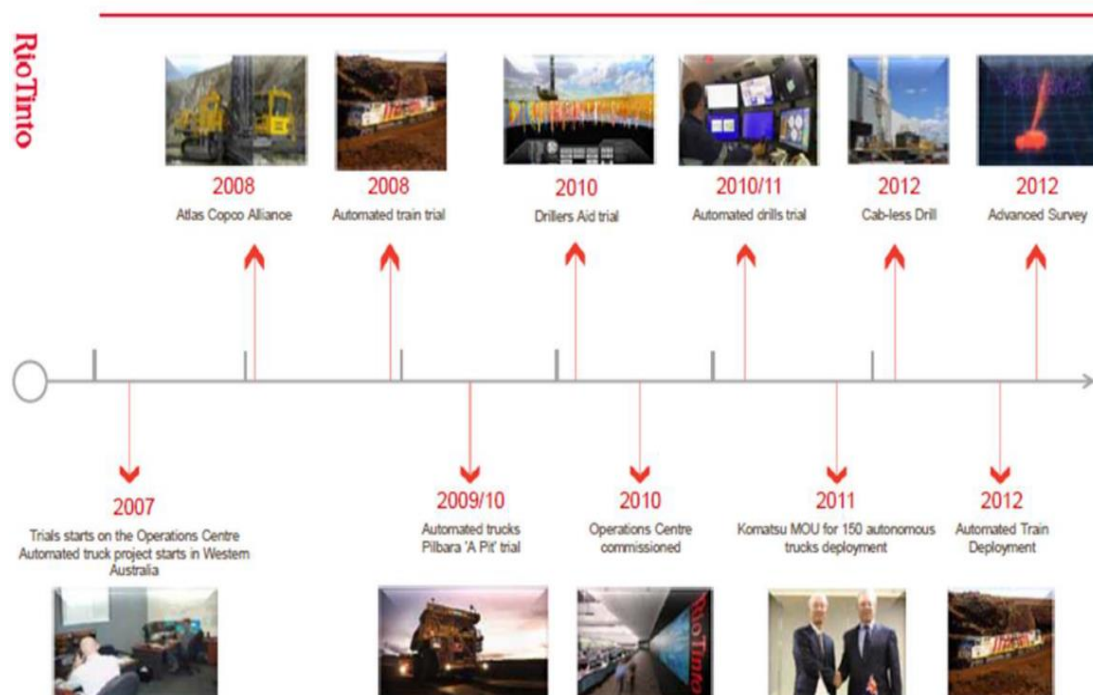 RioTinto
2008
Atlas Copco Alliance
2008
Automated train trial
2010
Drillers Aid trial
2010/11
Automated drills trial
2012
Cab-less Drill
2012
Advanced Survey
2007
Trials starts on the Operations Centre
Automated truck project starts in Western
Australia
2009/10
Automated trucks
Pilbara 'A Pit' trial
2010
Operations Centre
commissioned
2011
Komatsu MOU for 150 autonomous
trucks deployment
2012
Automated Train
Deployment
RioTinto